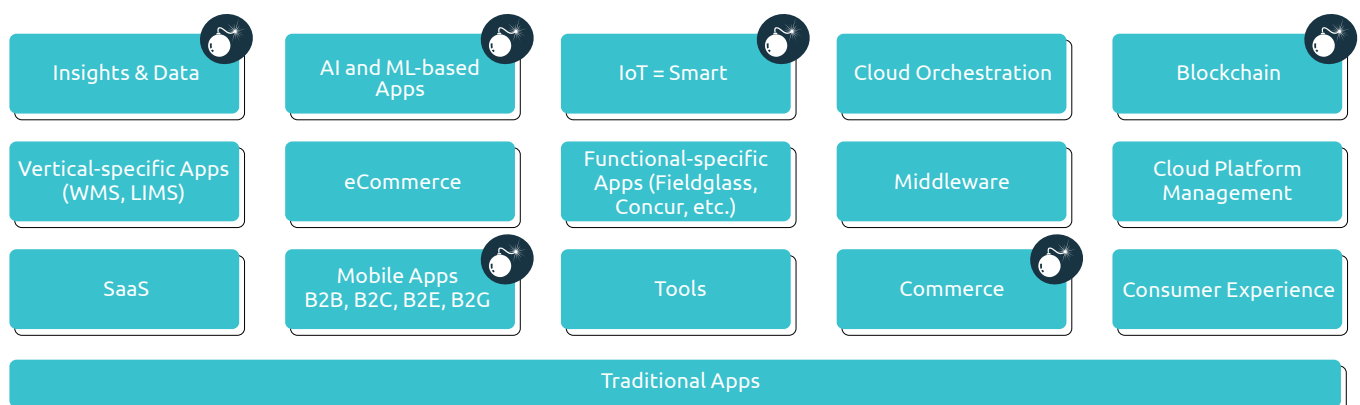 Insights & Data
AI and ML-based
Apps
IoT = Smart
Cloud Orchestration
Blockchain
Vertical-specific Apps
(WMS, LIMS)
eCommerce
Functional-specific
Apps (Fieldglass,
Concur, etc.)
Middleware
Cloud Platform
Management
SaaS
Mobile Apps
B2B, B2C, B2E, B2G
Tools
Commerce
Consumer Experience
Traditional Apps